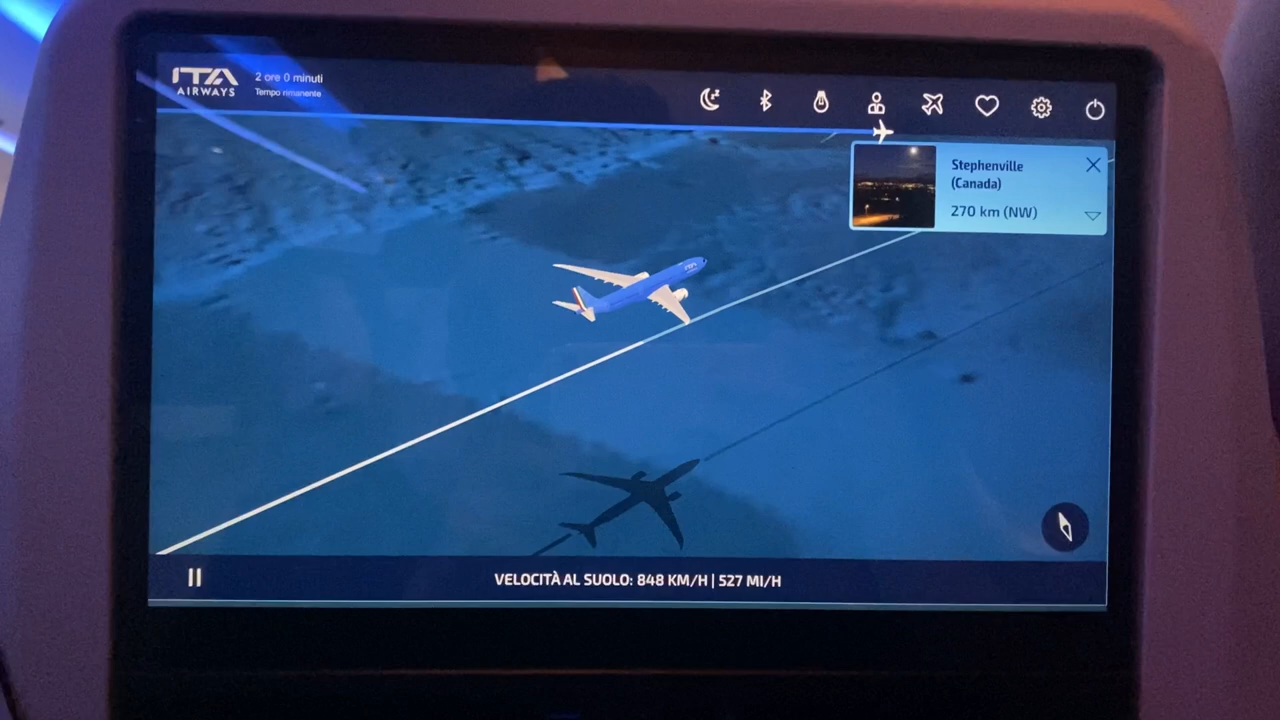 ITA
AIRWAYS
2 ore 0 minuti
Tempo rimanente
Stephenville
(Canada)
270 km (NW)
VELOCITÀ AL SUOLO: 848 KM/H | 527 MI/H